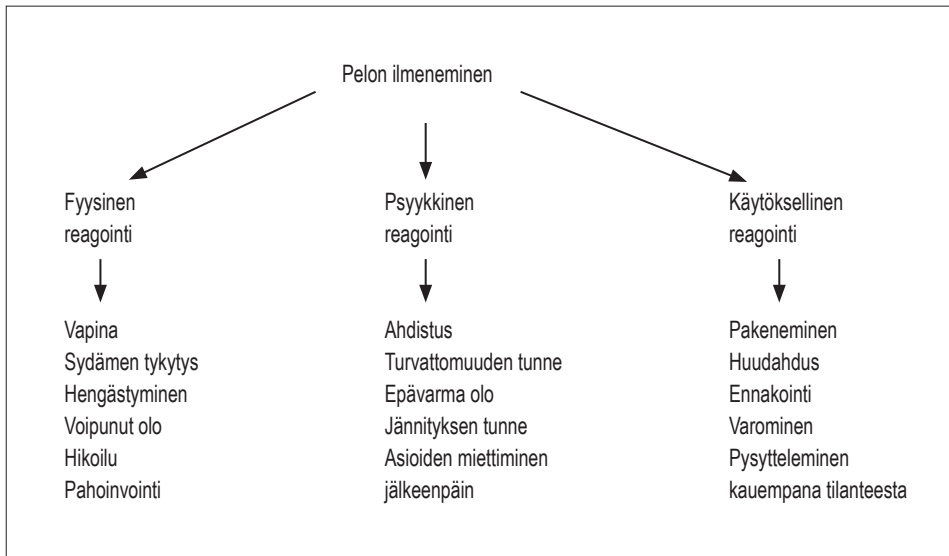 Pelon ilmeneminen
Fyysinen
reagointi
Vapina
Sydämen tykytys
Hengästyminen
Voipunut olo
Hikoilu
Pahoinvointi
Psyykkinen
reagointi
Ahdistus
Turvattomuuden tunne
Epävarma olo
Jännityksen tunne
Asioiden miettiminen
jälkeenpäin
Käytöksellinen
reagointi
Pakeneminen
Huudahdus
Ennakointi
Varominen
Pysytteleminen
kauempana tilanteesta